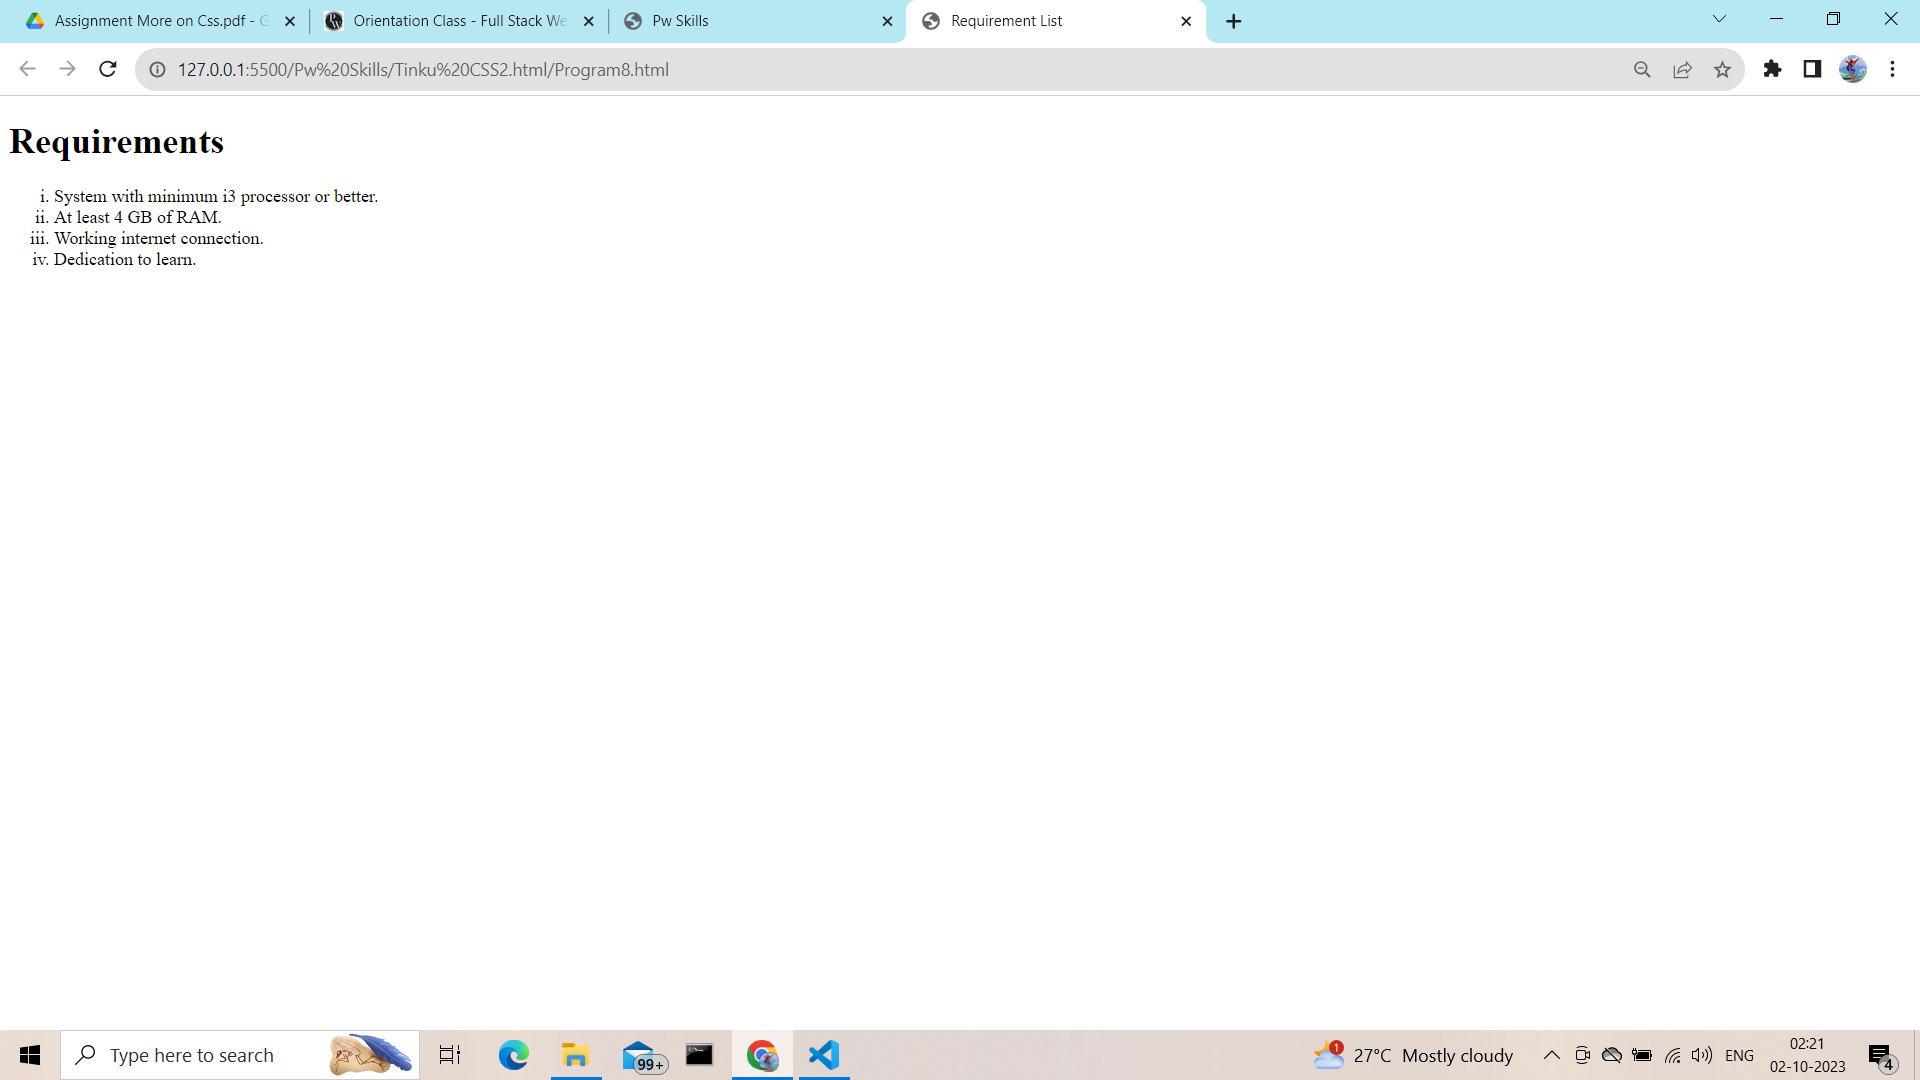 Assignment More on Css.pdf - G
Orientation Class - Full Stack We
Pw Skills
Requirement List
127.0.0.1:5500/Pw%20Skills/Tinku%20CSS2.html/Program8.html
Requirements
i. System with minimum i3 processor or better.
ii. At least 4 GB of RAM.
iii. Working internet connection.
iv. Dedication to learn.
Type here to search
99+
1
27°C Mostly cloudy
ENG
02:21
02-10-2023
4